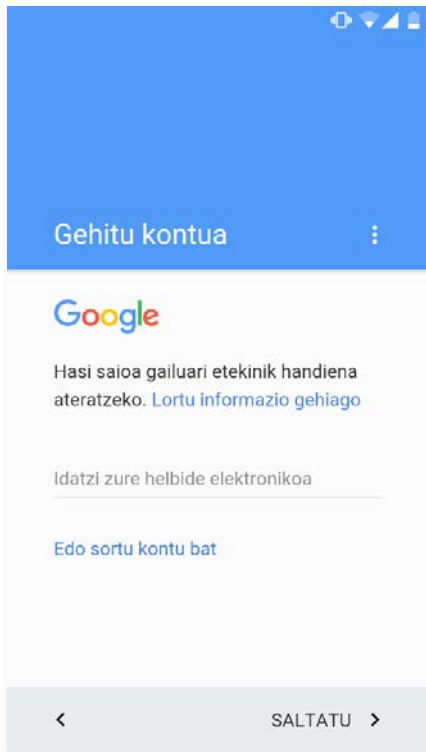 Gehitu kontua
Google
Hasi saioa gailuari etekinik handiena
ateratzeko. Lortu informazio gehiago
Idatzi zure helbide elektronikoa
Edo sortu kontu bat
SALTATU